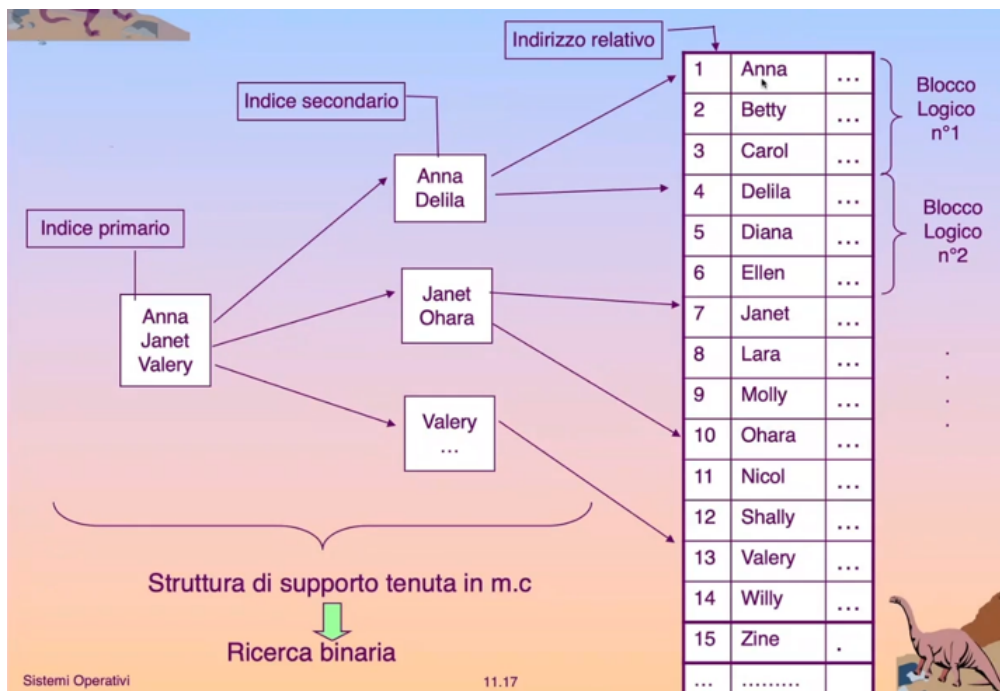 Indirizzo relativo
Indice secondario
Indice primario
Anna
Janet
Valery
Anna
Delila
Janet
Ohara
Valery
...
1 Anna ...
2 Betty ...
3 Carol ...
4 Delila ...
5 Diana ...
6 Ellen ...
7 Janet ...
8 Lara ...
9 Molly ...
10 Ohara ...
11 Nicol ...
12 Shally ...
13 Valery ...
14 Willy ...
15 Zine .
... ......... ...
Blocco
Logico
n°1
Blocco
Logico
n°2
.
.
.
.
Struttura di supporto tenuta in m.c
Ricerca binaria
Sistemi Operativi
11.17